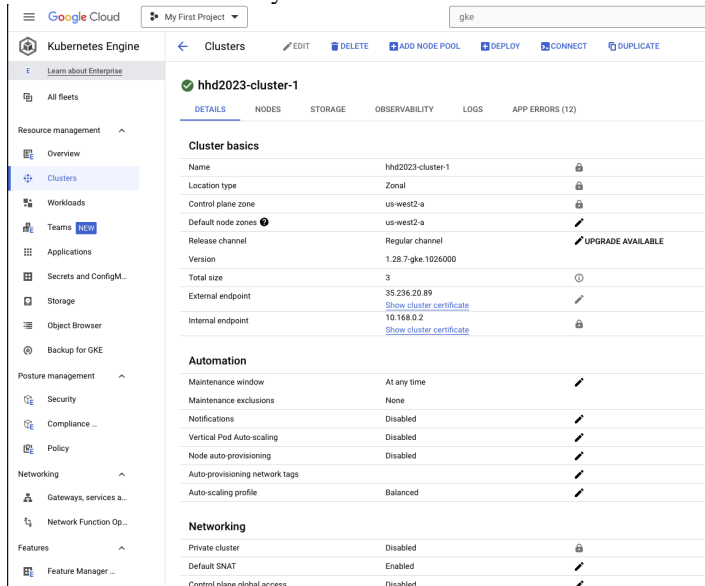 Google Cloud
My First Project
gke
Kubernetes Engine
Clusters
EDIT
DELETE
ADD NODE POOL
DEPLOY
CONNECT
DUPLICATE
E Learn about Enterprise
All fleets
Resource management
Overview
Clusters
Workloads
Teams NEW
Applications
Secrets and ConfigM...
Storage
Object Browser
Backup for GKE
Posture management
Security
Compliance ...
Policy
Networking
Gateways, services a...
Network Function Op...
Features
Feature Manager ...
hhd2023-cluster-1
DETAILS NODES STORAGE OBSERVABILITY LOGS APP ERRORS (12)
Cluster basics
Name hhd2023-cluster-1
Location type Zonal
Control plane zone us-west2-a
Default node zones us-west2-a
Release channel Regular channel UPGRADE AVAILABLE
Version 1.28.7-gke.1026000
Total size 3
External endpoint 35.236.20.89
Show cluster certificate
Internal endpoint 10.168.0.2
Show cluster certificate
Automation
Maintenance window At any time
Maintenance exclusions None
Notifications Disabled
Vertical Pod Auto-scaling Disabled
Node auto-provisioning Disabled
Auto-provisioning network tags
Auto-scaling profile Balanced
Networking
Private cluster Disabled
Default SNAT Enabled
Control plane global access Disabled